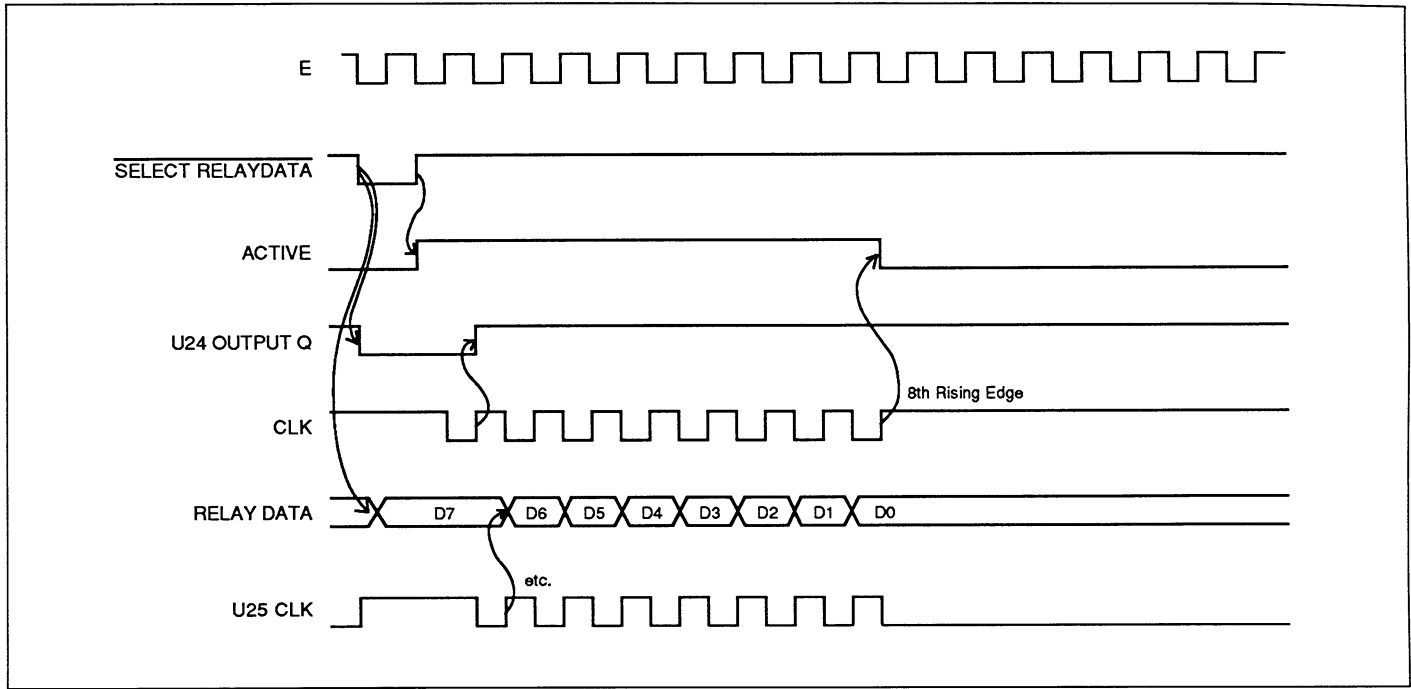 E
SELECT RELAYDATA
ACTIVE
U24 OUTPUT Q
8th Rising Edge
CLK
RELAY DATA
D7 D6 D5 D4 D3 D2 D1 D0
etc.
U25 CLK